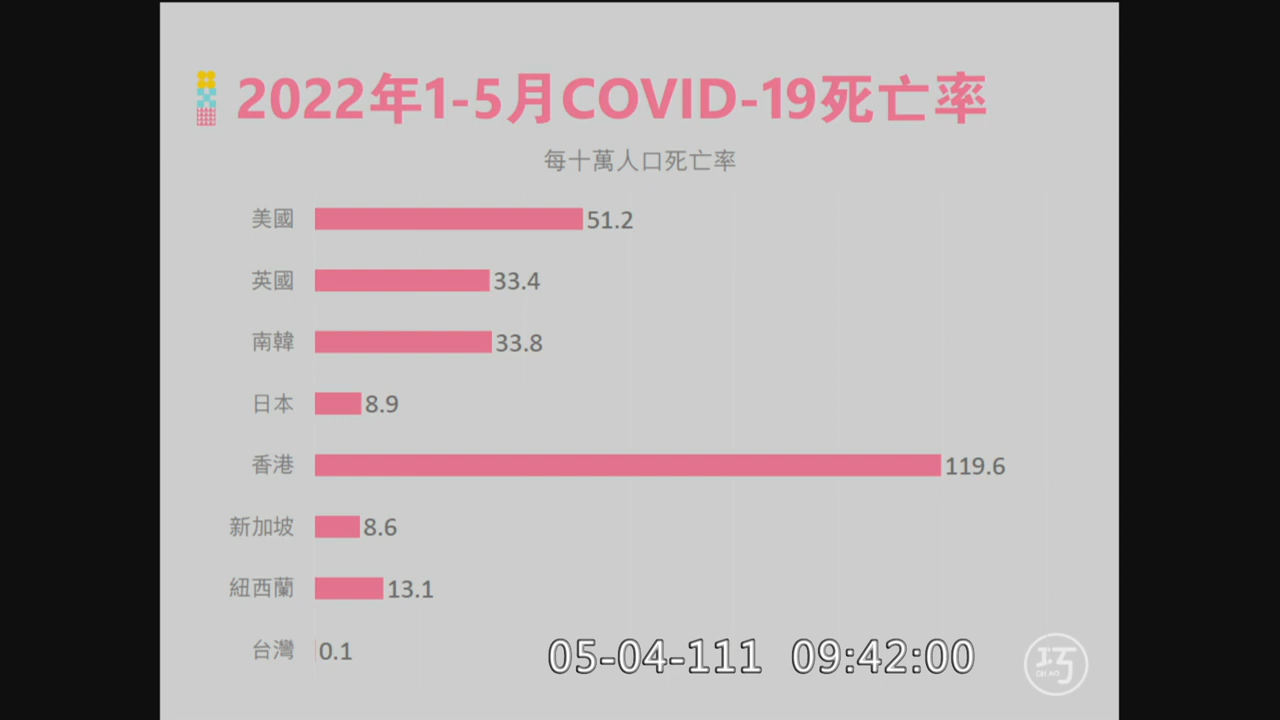 2022年1-5月COVID-19死亡率
每十萬人口死亡率
美國 51.2
英國 33.4
南韓 33.8
日本 8.9
香港 119.6
新加坡 8.6
紐西蘭 13.1
台灣 0.1
05-04-111 09:42:00
巧
CHAO